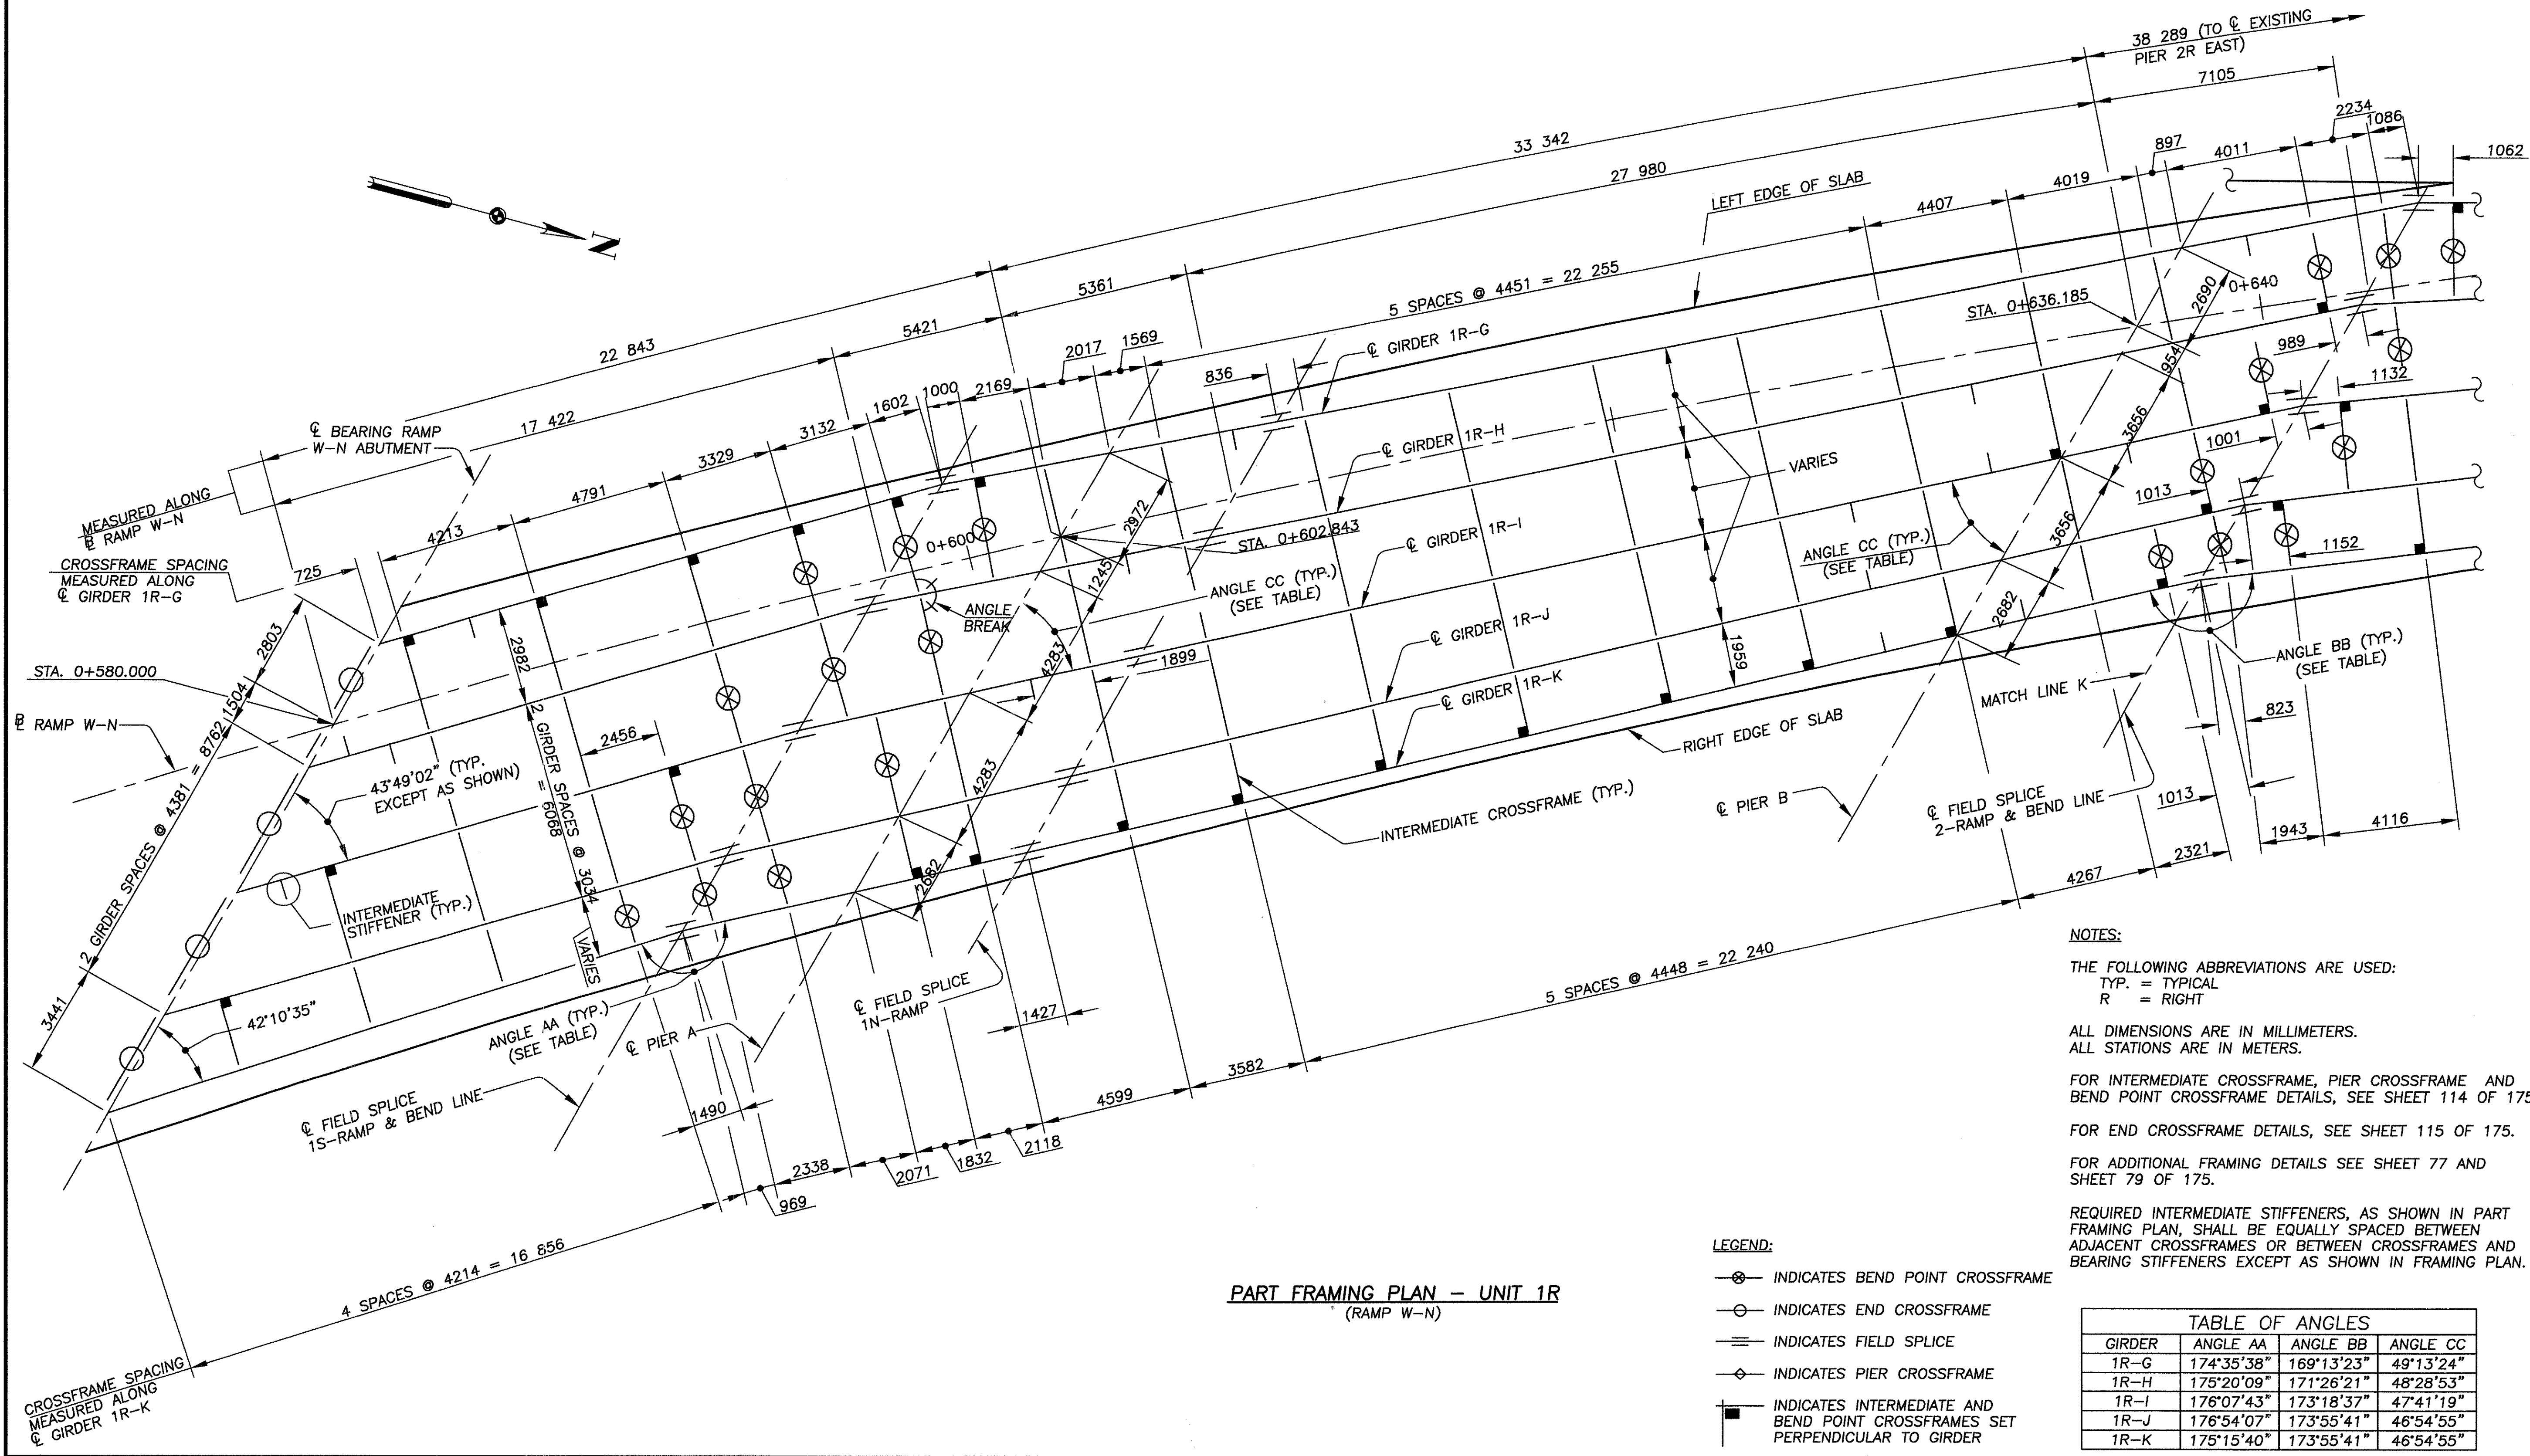 38 289 (TO ℄ EXISTING
PIER 2R EAST)
7105
2234
1086
33 342
27 980
897
4011
1062
LEFT EDGE OF SLAB
4407
4019
N
5361
5 SPACES @ 4451 = 22 255
STA. 0+636.185
2690
0+640
22 843
5421
2017
1569
℄ GIRDER 1R-G
954
989
1132
℄ BEARING RAMP
W-N ABUTMENT
17 422
3132
1602
1000
2169
836
℄ GIRDER 1R-H
VARIES
3656
1001
MEASURED ALONG
℄ RAMP W-N
4791
3329
2972
STA. 0+602.843
℄ GIRDER 1R-I
1013
4213
0+600
CROSSFRAME SPACING
MEASURED ALONG
℄ GIRDER 1R-G
725
ANGLE
BREAK
1245
ANGLE CC (TYP.)
(SEE TABLE)
ANGLE CC (TYP.)
(SEE TABLE)
3656
1152
2803
2982
℄ GIRDER 1R-J
2682
ANGLE BB (TYP.)
(SEE TABLE)
STA. 0+580.000
1504
4283
1899
1959
℄ GIRDER 1R-K
MATCH LINE K
℄ RAMP W-N
2 GIRDER SPACES @ 4381 = 8762
2456
2 GIRDER SPACES @ 3034
= 6068
RIGHT EDGE OF SLAB
823
43°49'02" (TYP.
EXCEPT AS SHOWN)
4283
INTERMEDIATE CROSSFRAME (TYP.)
℄ PIER B
℄ FIELD SPLICE
2-RAMP & BEND LINE
1013
1943
4116
INTERMEDIATE
STIFFENER (TYP.)
VARIES
2682
2321
4267
3441
42°10'35"
ANGLE AA (TYP.)
(SEE TABLE)
℄ PIER A
℄ FIELD SPLICE
1N-RAMP
1427
5 SPACES @ 4448 = 22 240
3582
4599
℄ FIELD SPLICE
1S-RAMP & BEND LINE
1490
2118
1832
2071
2338
969
4 SPACES @ 4214 = 16 856
CROSSFRAME SPACING
MEASURED ALONG
℄ GIRDER 1R-K
PART FRAMING PLAN - UNIT 1R
(RAMP W-N)
LEGEND:
INDICATES BEND POINT CROSSFRAME
INDICATES END CROSSFRAME
INDICATES FIELD SPLICE
INDICATES PIER CROSSFRAME
INDICATES INTERMEDIATE AND
BEND POINT CROSSFRAMES SET
PERPENDICULAR TO GIRDER
NOTES:
THE FOLLOWING ABBREVIATIONS ARE USED:
TYP. = TYPICAL
R = RIGHT
ALL DIMENSIONS ARE IN MILLIMETERS.
ALL STATIONS ARE IN METERS.
FOR INTERMEDIATE CROSSFRAME, PIER CROSSFRAME AND
BEND POINT CROSSFRAME DETAILS, SEE SHEET 114 OF 175
FOR END CROSSFRAME DETAILS, SEE SHEET 115 OF 175.
FOR ADDITIONAL FRAMING DETAILS SEE SHEET 77 AND
SHEET 79 OF 175.
REQUIRED INTERMEDIATE STIFFENERS, AS SHOWN IN PART
FRAMING PLAN, SHALL BE EQUALLY SPACED BETWEEN
ADJACENT CROSSFRAMES OR BETWEEN CROSSFRAMES AND
BEARING STIFFENERS EXCEPT AS SHOWN IN FRAMING PLAN.
TABLE OF ANGLES
GIRDER ANGLE AA ANGLE BB ANGLE CC
1R-G 174°35'38" 169°13'23" 49°13'24"
1R-H 175°20'09" 171°26'21" 48°28'53"
1R-I 176°07'43" 173°18'37" 47°41'19"
1R-J 176°54'07" 173°55'41" 46°54'55"
1R-K 175°15'40" 173°55'41" 46°54'55"